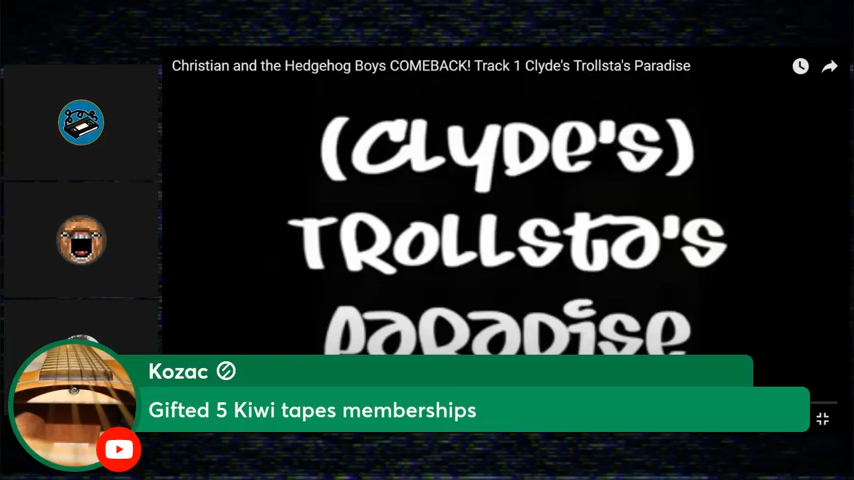 Christian and the Hedgehog Boys COMEBACK! Track 1 Clyde's Trollsta's Paradise
(Clyde's)
Trollsta's
Paradise
Kozac
Gifted 5 Kiwi tapes memberships